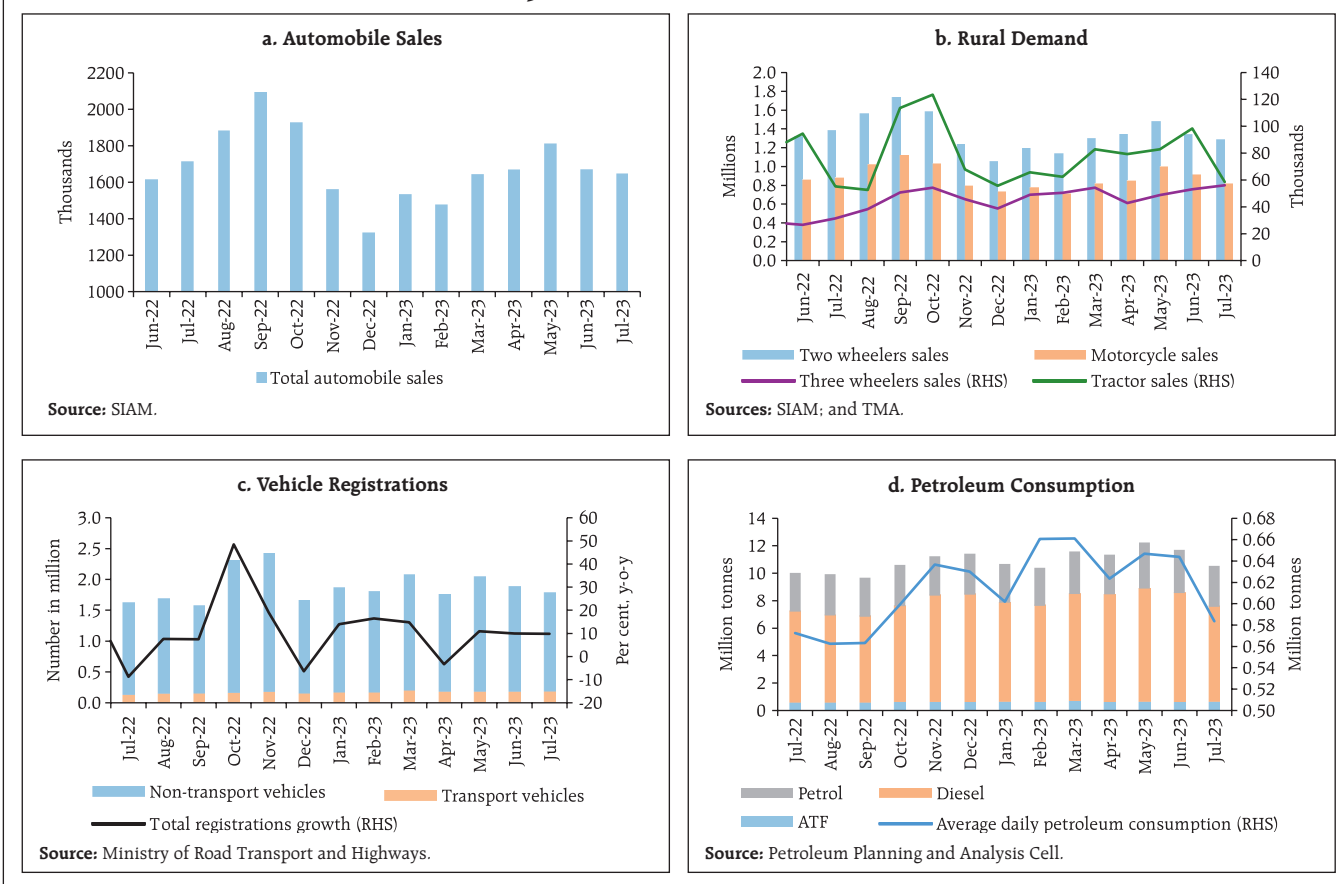 a. Automobile Sales
2200
2000
1800
1600
1400
1200
1000
Thousands
Jun-22
Jul-22
Aug-22
Sep-22
Oct-22
Nov-22
Dec-22
Jan-23
Feb-23
Mar-23
Apr-23
May-23
Jun-23
Jul-23
Total automobile sales
Source: SIAM.
b. Rural Demand
2.0
1.8
1.6
1.4
1.2
1.0
0.8
0.6
0.4
0.2
0.0
Millions
140
120
100
80
60
40
20
0
Thousands
Jun-22
Jul-22
Aug-22
Sep-22
Oct-22
Nov-22
Dec-22
Jan-23
Feb-23
Mar-23
Apr-23
May-23
Jun-23
Jul-23
Two wheelers sales
Motorcycle sales
Three wheelers sales (RHS)
Tractor sales (RHS)
Sources: SIAM; and TMA.
c. Vehicle Registrations
3.0
2.5
2.0
1.5
1.0
0.5
0.0
Number in million
60
50
40
30
20
10
0
-10
-20
Per cent, y-o-y
Jul-22
Aug-22
Sep-22
Oct-22
Nov-22
Dec-22
Jan-23
Feb-23
Mar-23
Apr-23
May-23
Jun-23
Jul-23
Non-transport vehicles
Transport vehicles
Total registrations growth (RHS)
Source: Ministry of Road Transport and Highways.
d. Petroleum Consumption
14
12
10
8
6
4
2
0
Million tonnes
0.68
0.66
0.64
0.62
0.60
0.58
0.56
0.54
0.52
0.50
Million tonnes
Jul-22
Aug-22
Sep-22
Oct-22
Nov-22
Dec-22
Jan-23
Feb-23
Mar-23
Apr-23
May-23
Jun-23
Jul-23
Petrol
Diesel
ATF
Average daily petroleum consumption (RHS)
Source: Petroleum Planning and Analysis Cell.